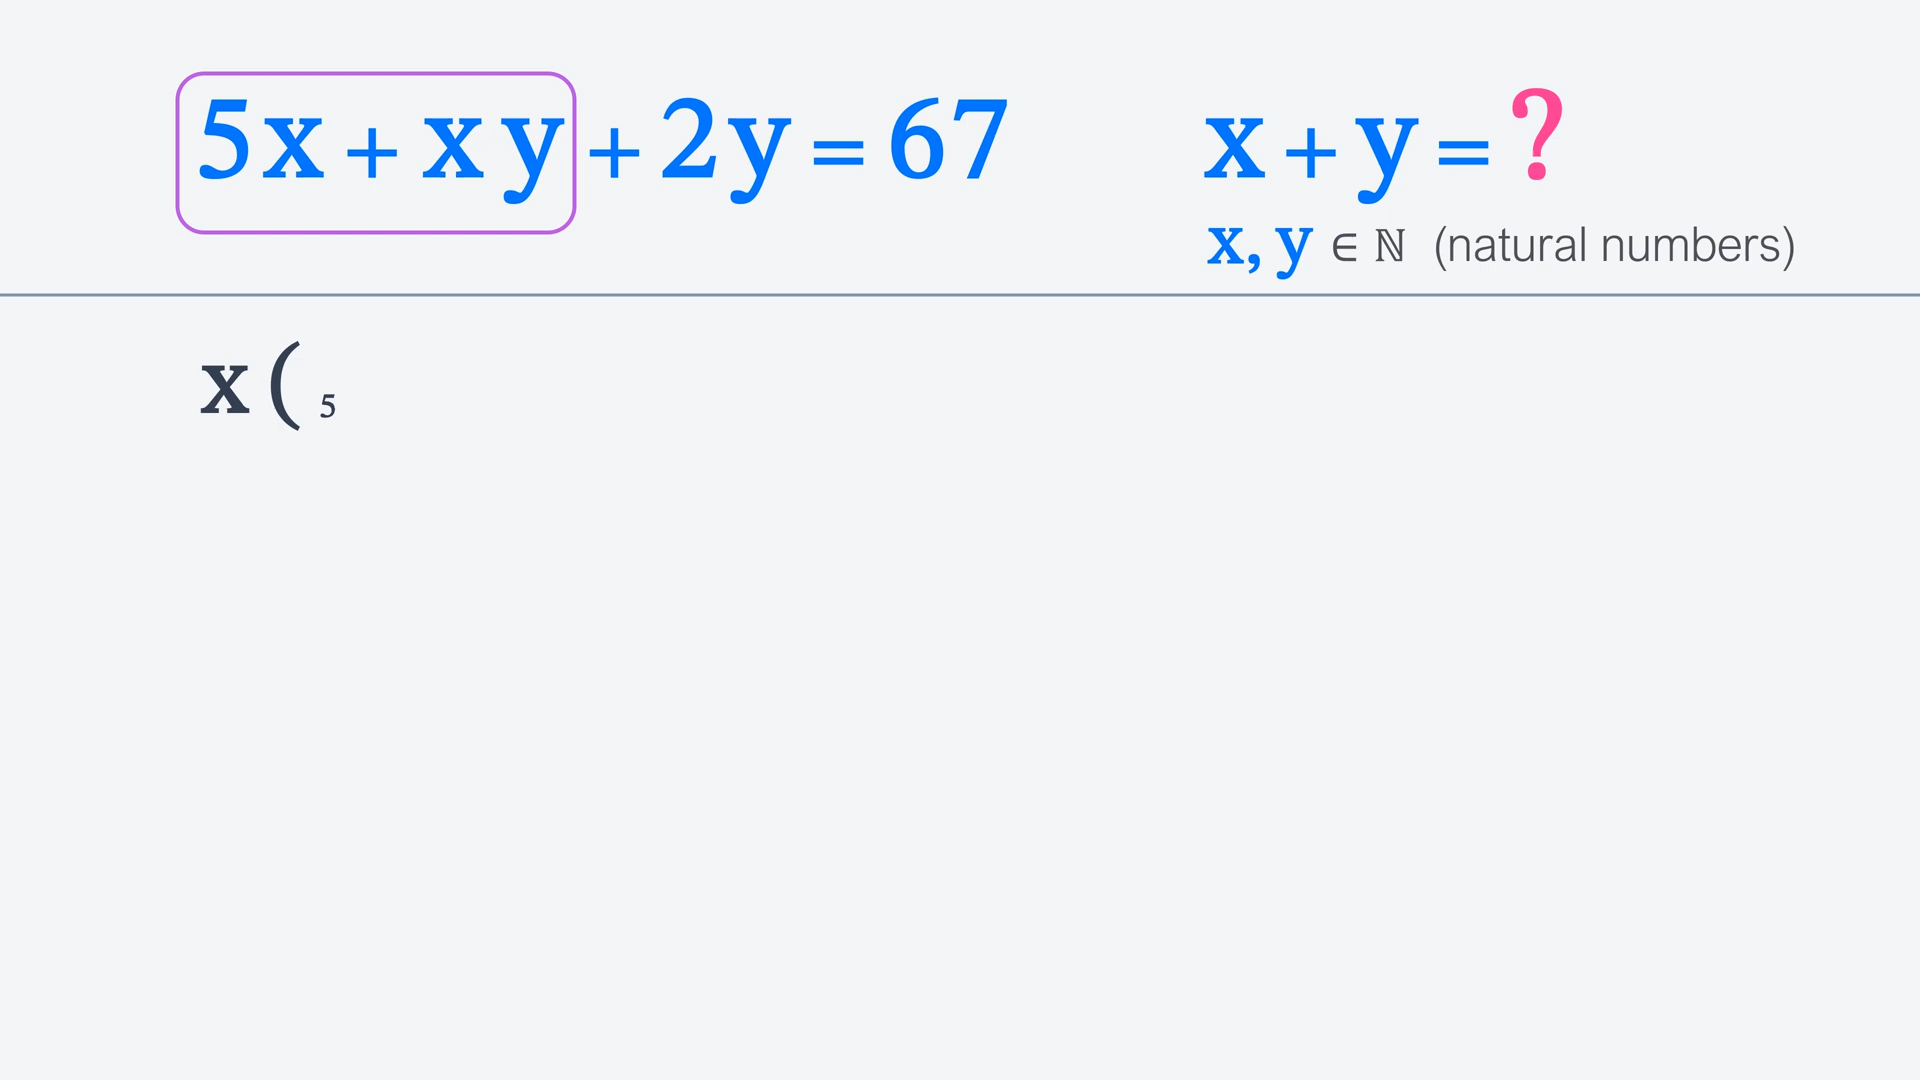 5x + xy + 2y = 67
x + y = ?
x, y ∈ ℕ (natural numbers)
x ( 5